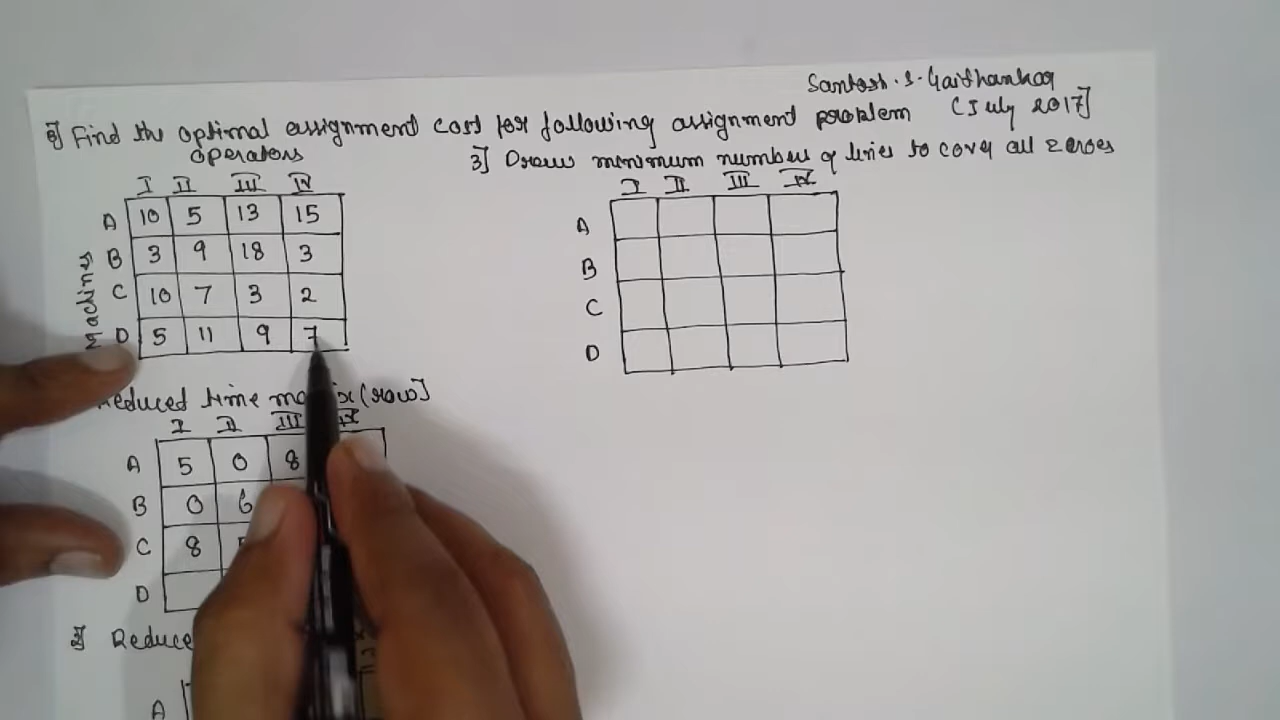 Santosh.S.Gaithankar
Q] Find the optimal assignment cost for following assignment problem (July 2017]
operators
I II III IV
Machines
A 10 5 13 15
B 3 9 18 3
C 10 7 3 2
D 5 11 9 7
Reduced time (row]
I II III
A 5 0 8
B 0 6
C 8
D
2] Reduce
A
3] Draw minimum number of lines to cover all zeroes
I II III IV
A
B
C
D